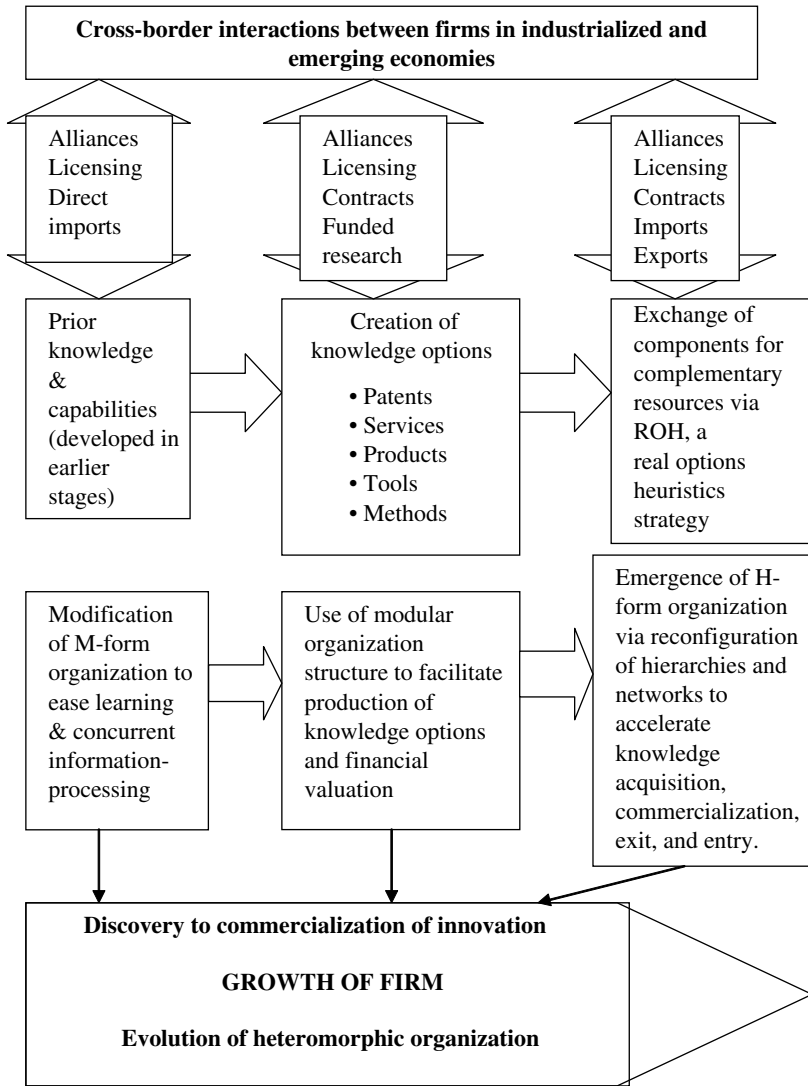 Cross-border interactions between firms in industrialized and
emerging economies
Alliances
Licensing
Direct
imports
Alliances
Licensing
Contracts
Funded
research
Alliances
Licensing
Contracts
Imports
Exports
Prior
knowledge
&
capabilities
(developed in
earlier
stages)
Creation of
knowledge options
• Patents
• Services
• Products
• Tools
• Methods
Exchange of
components for
complementary
resources via
ROH, a
real options
heuristics
strategy
Modification
of M-form
organization to
ease learning
& concurrent
information-
processing
Use of modular
organization
structure to facilitate
production of
knowledge options
and financial
valuation
Emergence of H-
form organization
via reconfiguration
of hierarchies and
networks to
accelerate
knowledge
acquisition,
commercialization,
exit, and entry.
Discovery to commercialization of innovation
GROWTH OF FIRM
Evolution of heteromorphic organization